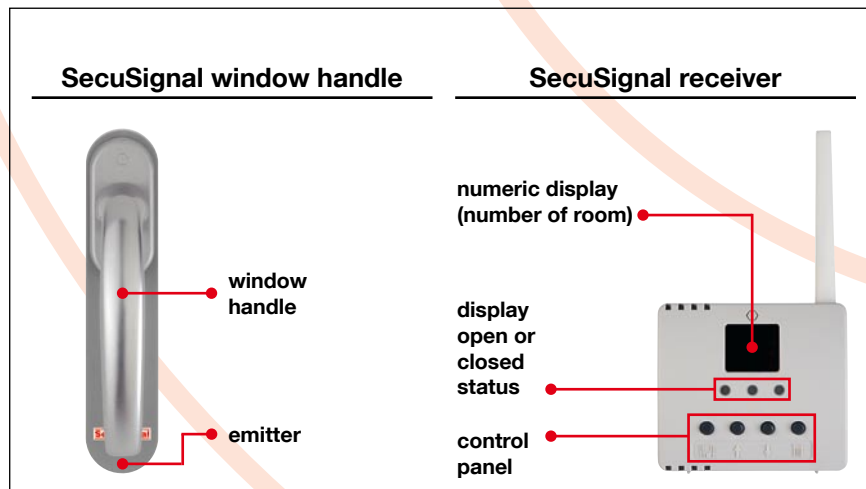 SecuSignal window handle
window
handle
emitter
SecuSignal receiver
numeric display
(number of room)
display
open or
closed
status
control
panel